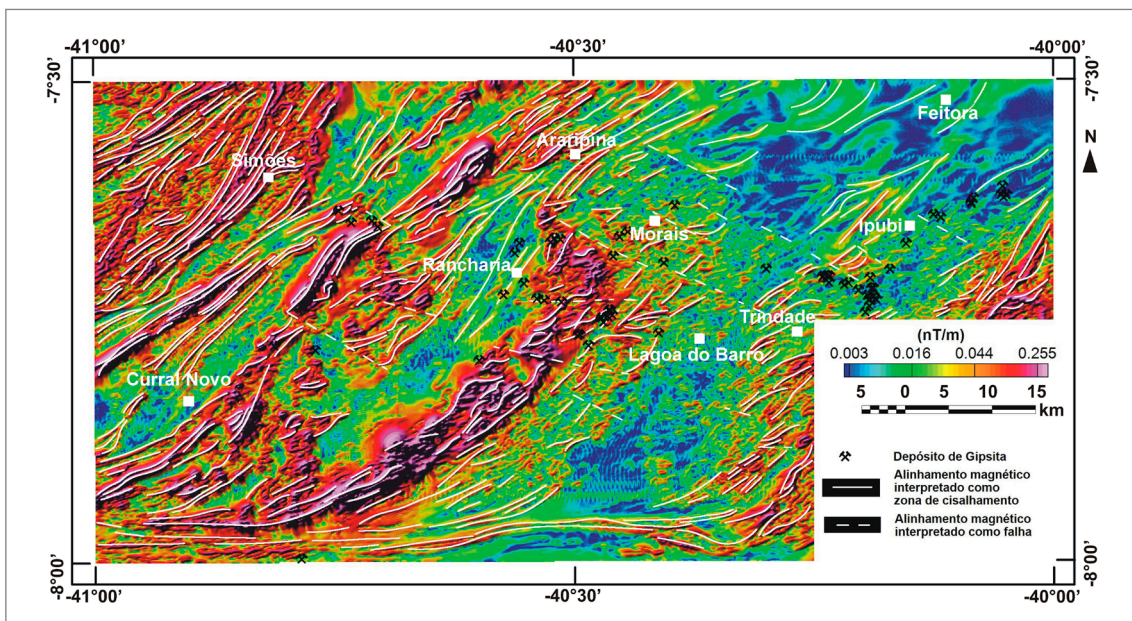 -41°00’
-40°30’
-40°00’
-7°30’
-7°30’
Feitora
N
Araripina
Simões
Morais
Ipubi
Rancharia
Trindade
Lagoa do Barro
Curral Novo
(nT/m)
0.003 0.016 0.044 0.255
5 0 5 10 15
km
Depósito de Gipsita
Alinhamento magnético
interpretado como
zona de cisalhamento
Alinhamento magnético
interpretado como falha
-8°00’
-8°00’
-41°00’
-40°30’
-40°00’